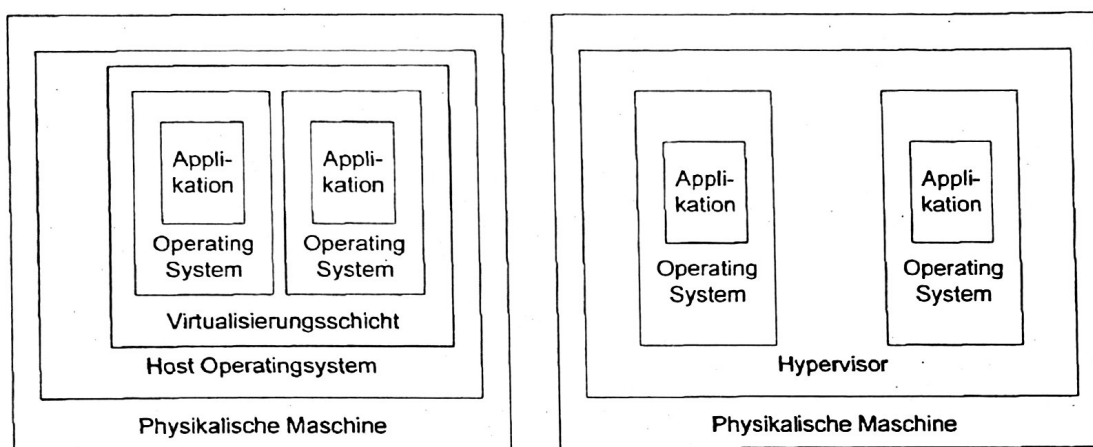 Appli-
kation
Operating
System
Appli-
kation
Operating
System
Virtualisierungsschicht
Host Operatingsystem
Physikalische Maschine
Appli-
kation
Operating
System
Appli-
kation
Operating
System
Hypervisor
Physikalische Maschine